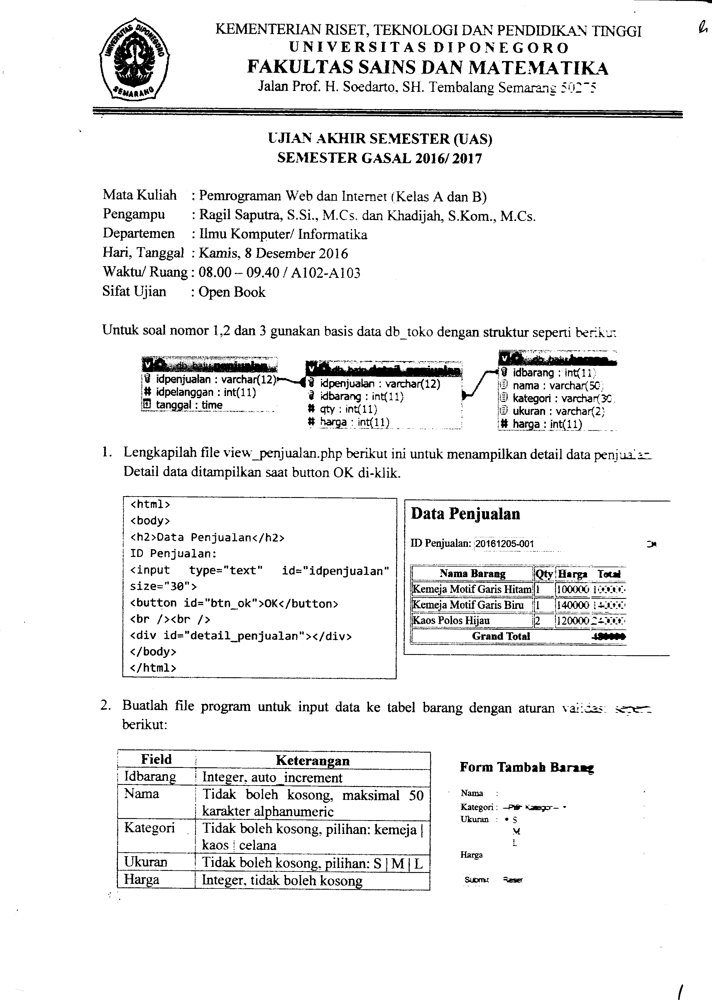 UNIVERSITAS DIPONEGORO
SEMARANG
KEMENTERIAN RISET, TEKNOLOGI DAN PENDIDIKAN TINGGI
UNIVERSITAS DIPONEGORO
FAKULTAS SAINS DAN MATEMATIKA
Jalan Prof. H. Soedarto, SH. Tembalang Semarang 50275
UJIAN AKHIR SEMESTER (UAS)
SEMESTER GASAL 2016/ 2017
Mata Kuliah : Pemrograman Web dan Internet (Kelas A dan B)
Pengampu : Ragil Saputra, S.Si., M.Cs. dan Khadijah, S.Kom., M.Cs.
Departemen : Ilmu Komputer/ Informatika
Hari, Tanggal : Kamis, 8 Desember 2016
Waktu/ Ruang : 08.00 – 09.40 / A102-A103
Sifat Ujian : Open Book
Untuk soal nomor 1,2 dan 3 gunakan basis data db_toko dengan struktur seperti berikut
db_baju penjualan
idpenjualan : varchar(12)
# idpelanggan : int(11)
tanggal : time
db_baju detail_penjualan
idpenjualan : varchar(12)
idbarang : int(11)
# qty : int(11)
# harga : int(11)
db_baju barang
idbarang : int(11)
nama : varchar(50)
kategori : varchar(30)
ukuran : varchar(2)
# harga : int(11)
1. Lengkapilah file view_penjualan.php berikut ini untuk menampilkan detail data penjualan
Detail data ditampilkan saat button OK di-klik.
<html>
<body>
<h2>Data Penjualan</h2>
ID Penjualan:
<input type="text" id="idpenjualan"
size="30">
<button id="btn_ok">OK</button>
<br /><br />
<div id="detail_penjualan"></div>
</body>
</html>
Data Penjualan
ID Penjualan: 20161205-001
Nama Barang Qty Harga Total
Kemeja Motif Garis Hitam 1 100000 100000
Kemeja Motif Garis Biru 1 140000 140000
Kaos Polos Hijau 2 120000 240000
Grand Total 480000
2. Buatlah file program untuk input data ke tabel barang dengan aturan validasi seperti
berikut:
Field Keterangan
Idbarang Integer, auto_increment
Nama Tidak boleh kosong, maksimal 50
karakter alphanumeric
Kategori Tidak boleh kosong, pilihan: kemeja |
kaos | celana
Ukuran Tidak boleh kosong, pilihan: S | M | L
Harga Integer, tidak boleh kosong
Form Tambah Barang
Nama :
Kategori : --Pilih Kategori--
Ukuran : S
M
L
Harga
Submit Reset
1